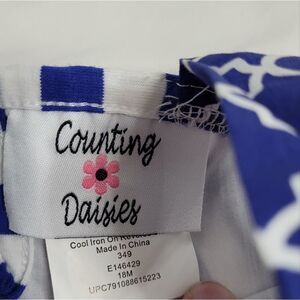 Counting
Daisies
Cool Iron On Reverse
Made In China
349
E146429
18M
UPC791088615223